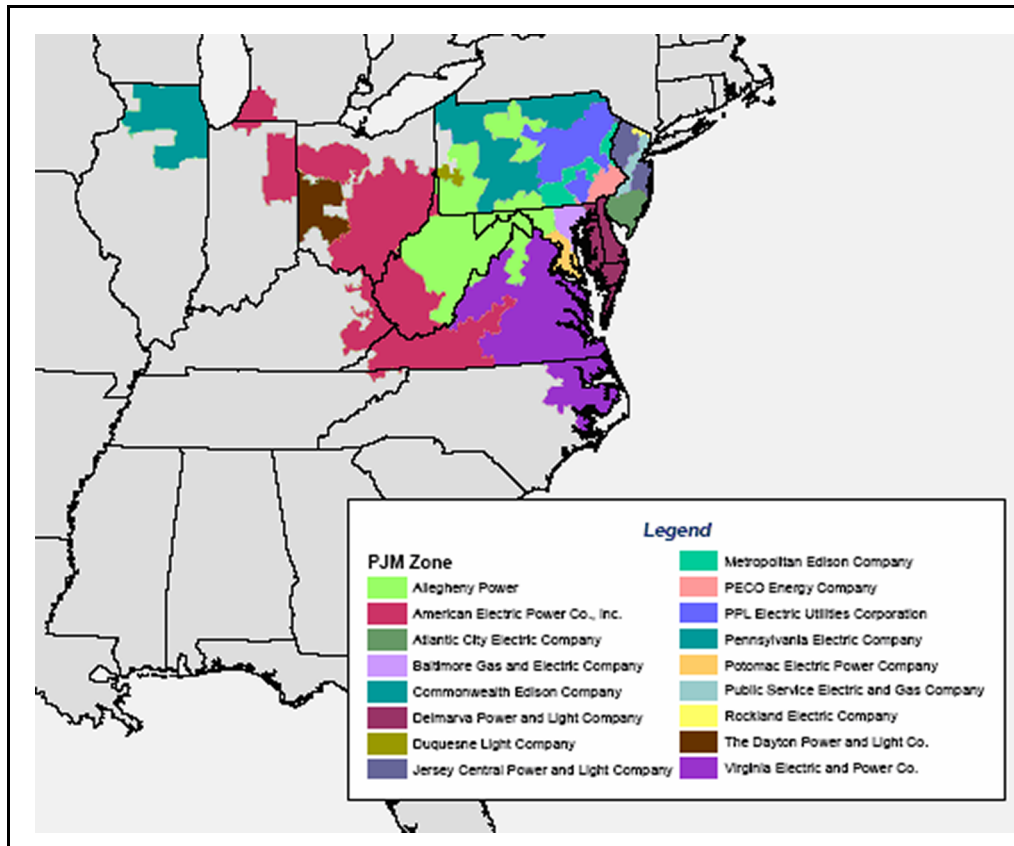 Legend
PJM Zone
Allegheny Power
American Electric Power Co., Inc.
Atlantic City Electric Company
Baltimore Gas and Electric Company
Commonwealth Edison Company
Delmarva Power and Light Company
Duquesne Light Company
Jersey Central Power and Light Company
Metropolitan Edison Company
PECO Energy Company
PPL Electric Utilities Corporation
Pennsylvania Electric Company
Potomac Electric Power Company
Public Service Electric and Gas Company
Rockland Electric Company
The Dayton Power and Light Co.
Virginia Electric and Power Co.